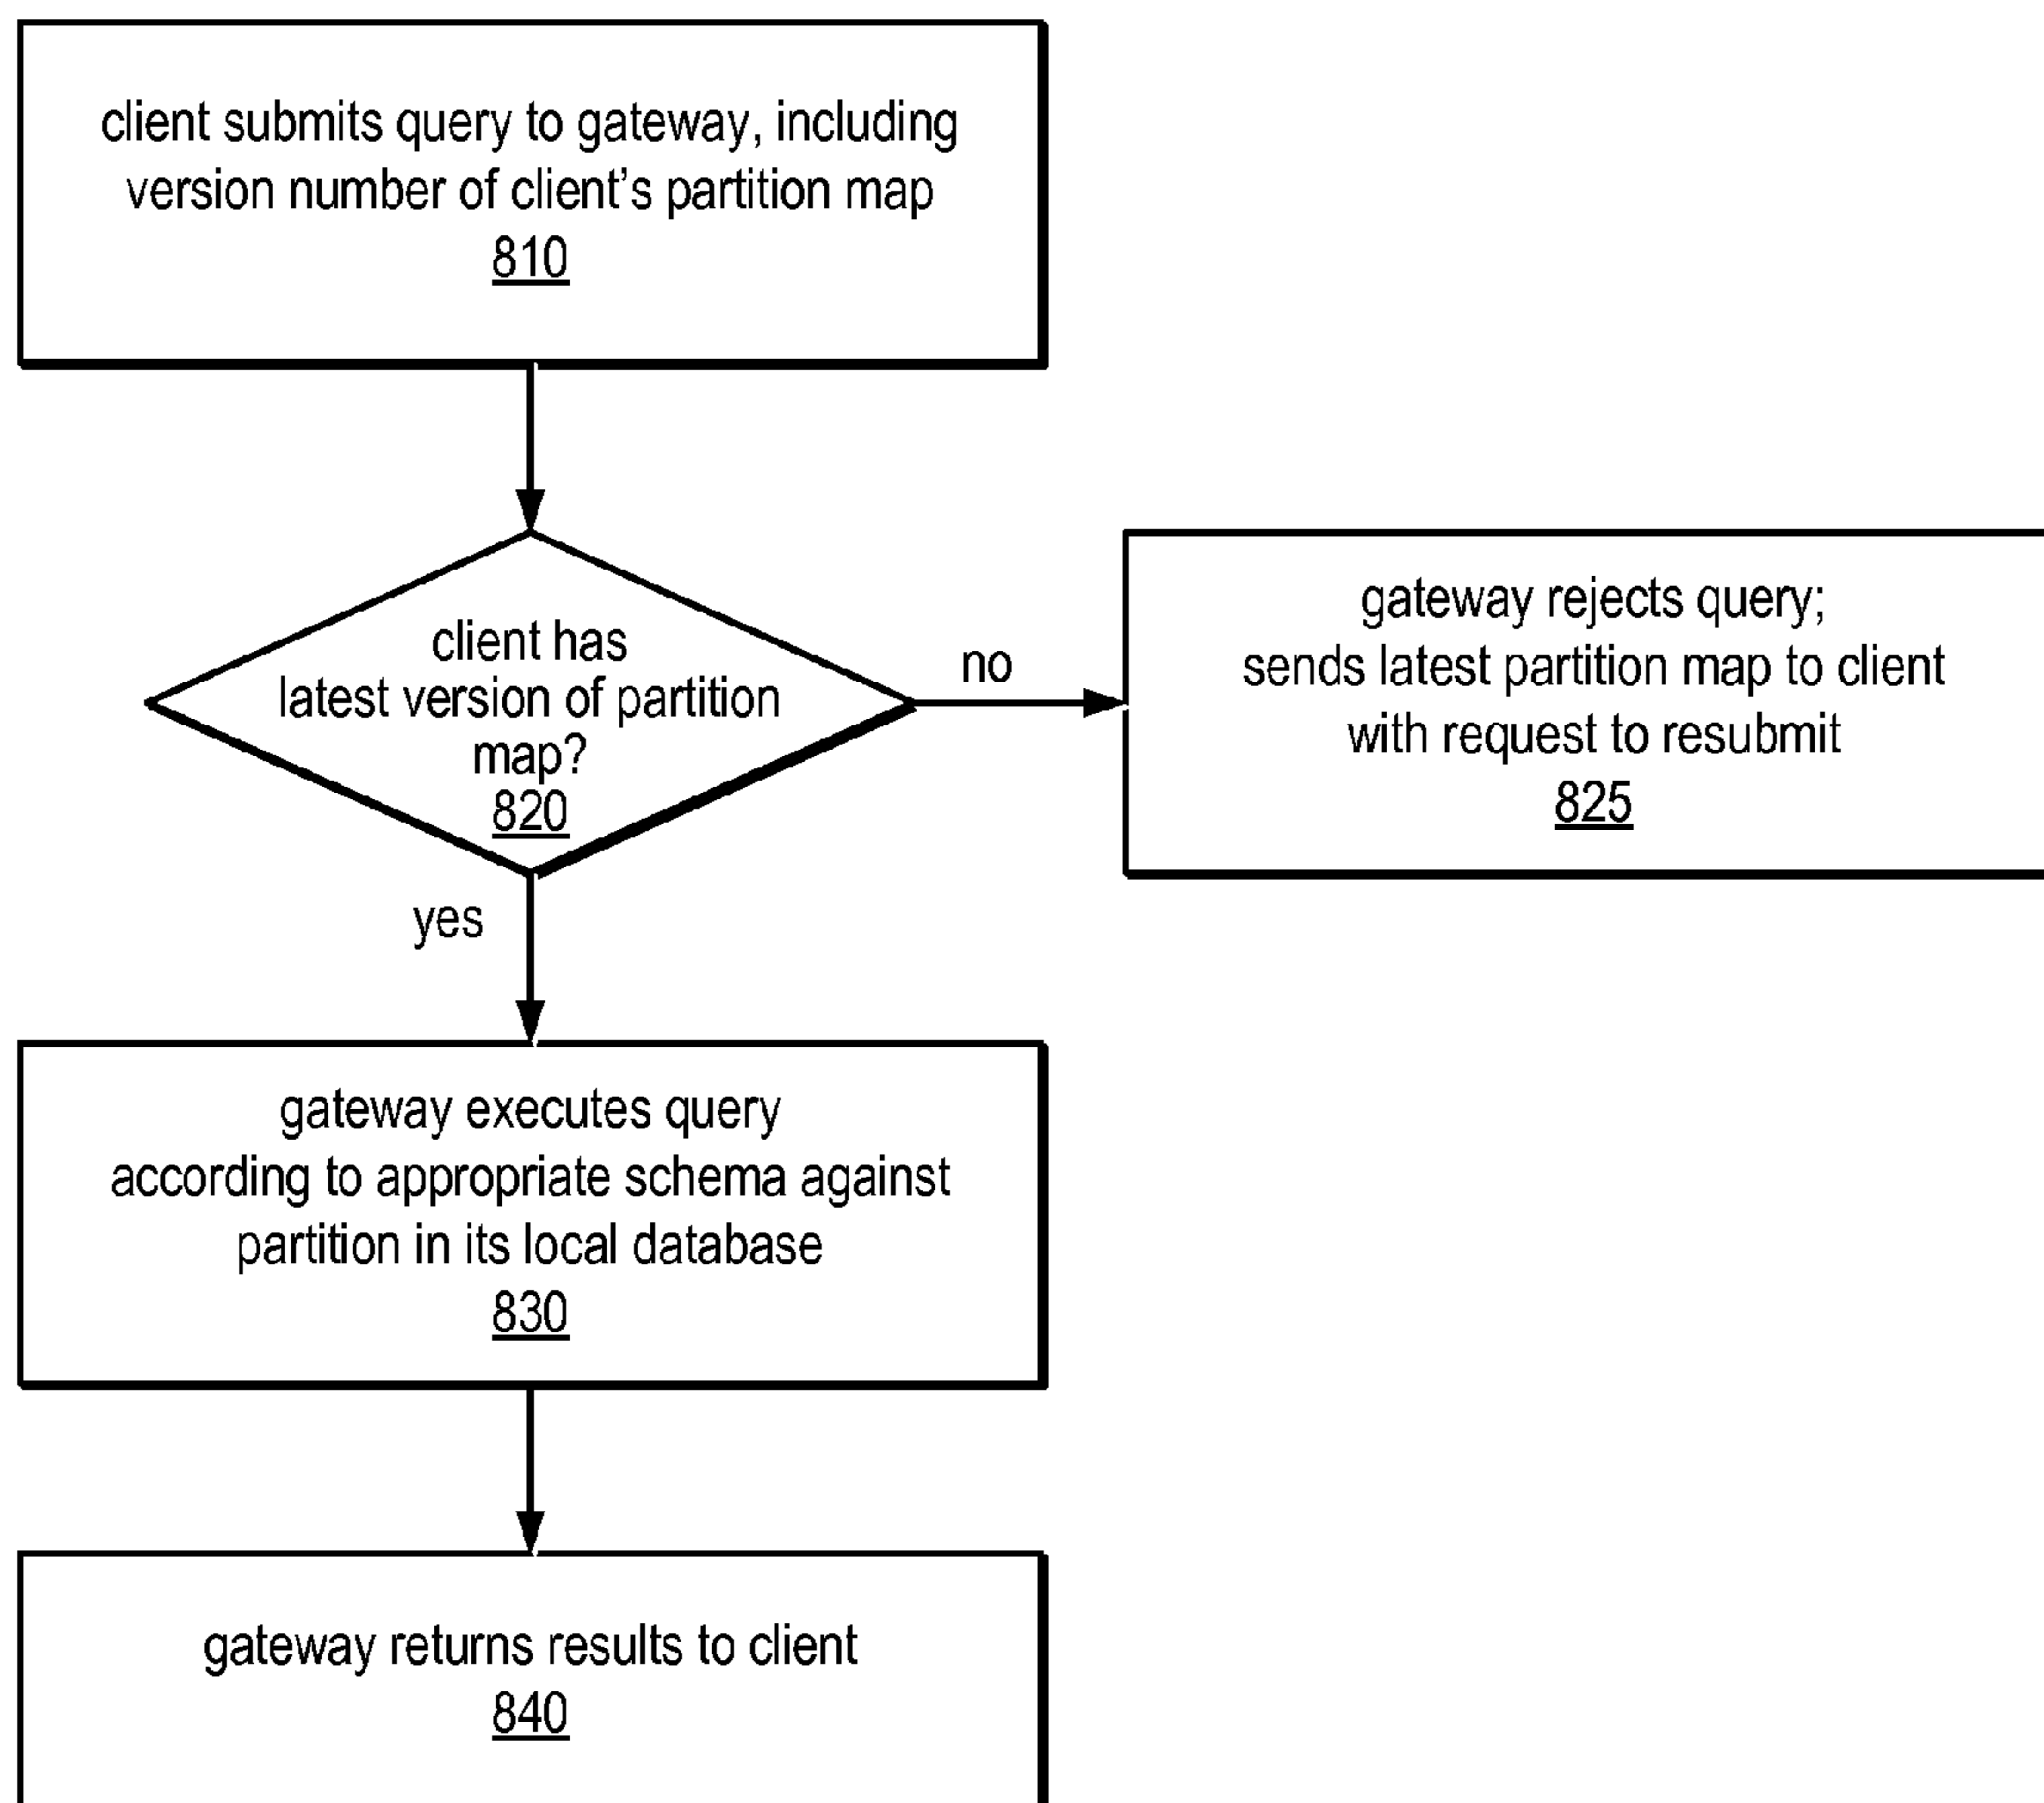 client submits query to gateway, including
version number of client's partition map
810
client has
latest version of partition
map?
820
no
gateway rejects query;
sends latest partition map to client
with request to resubmit
825
yes
gateway executes query
according to appropriate schema against
partition in its local database
830
gateway returns results to client
840